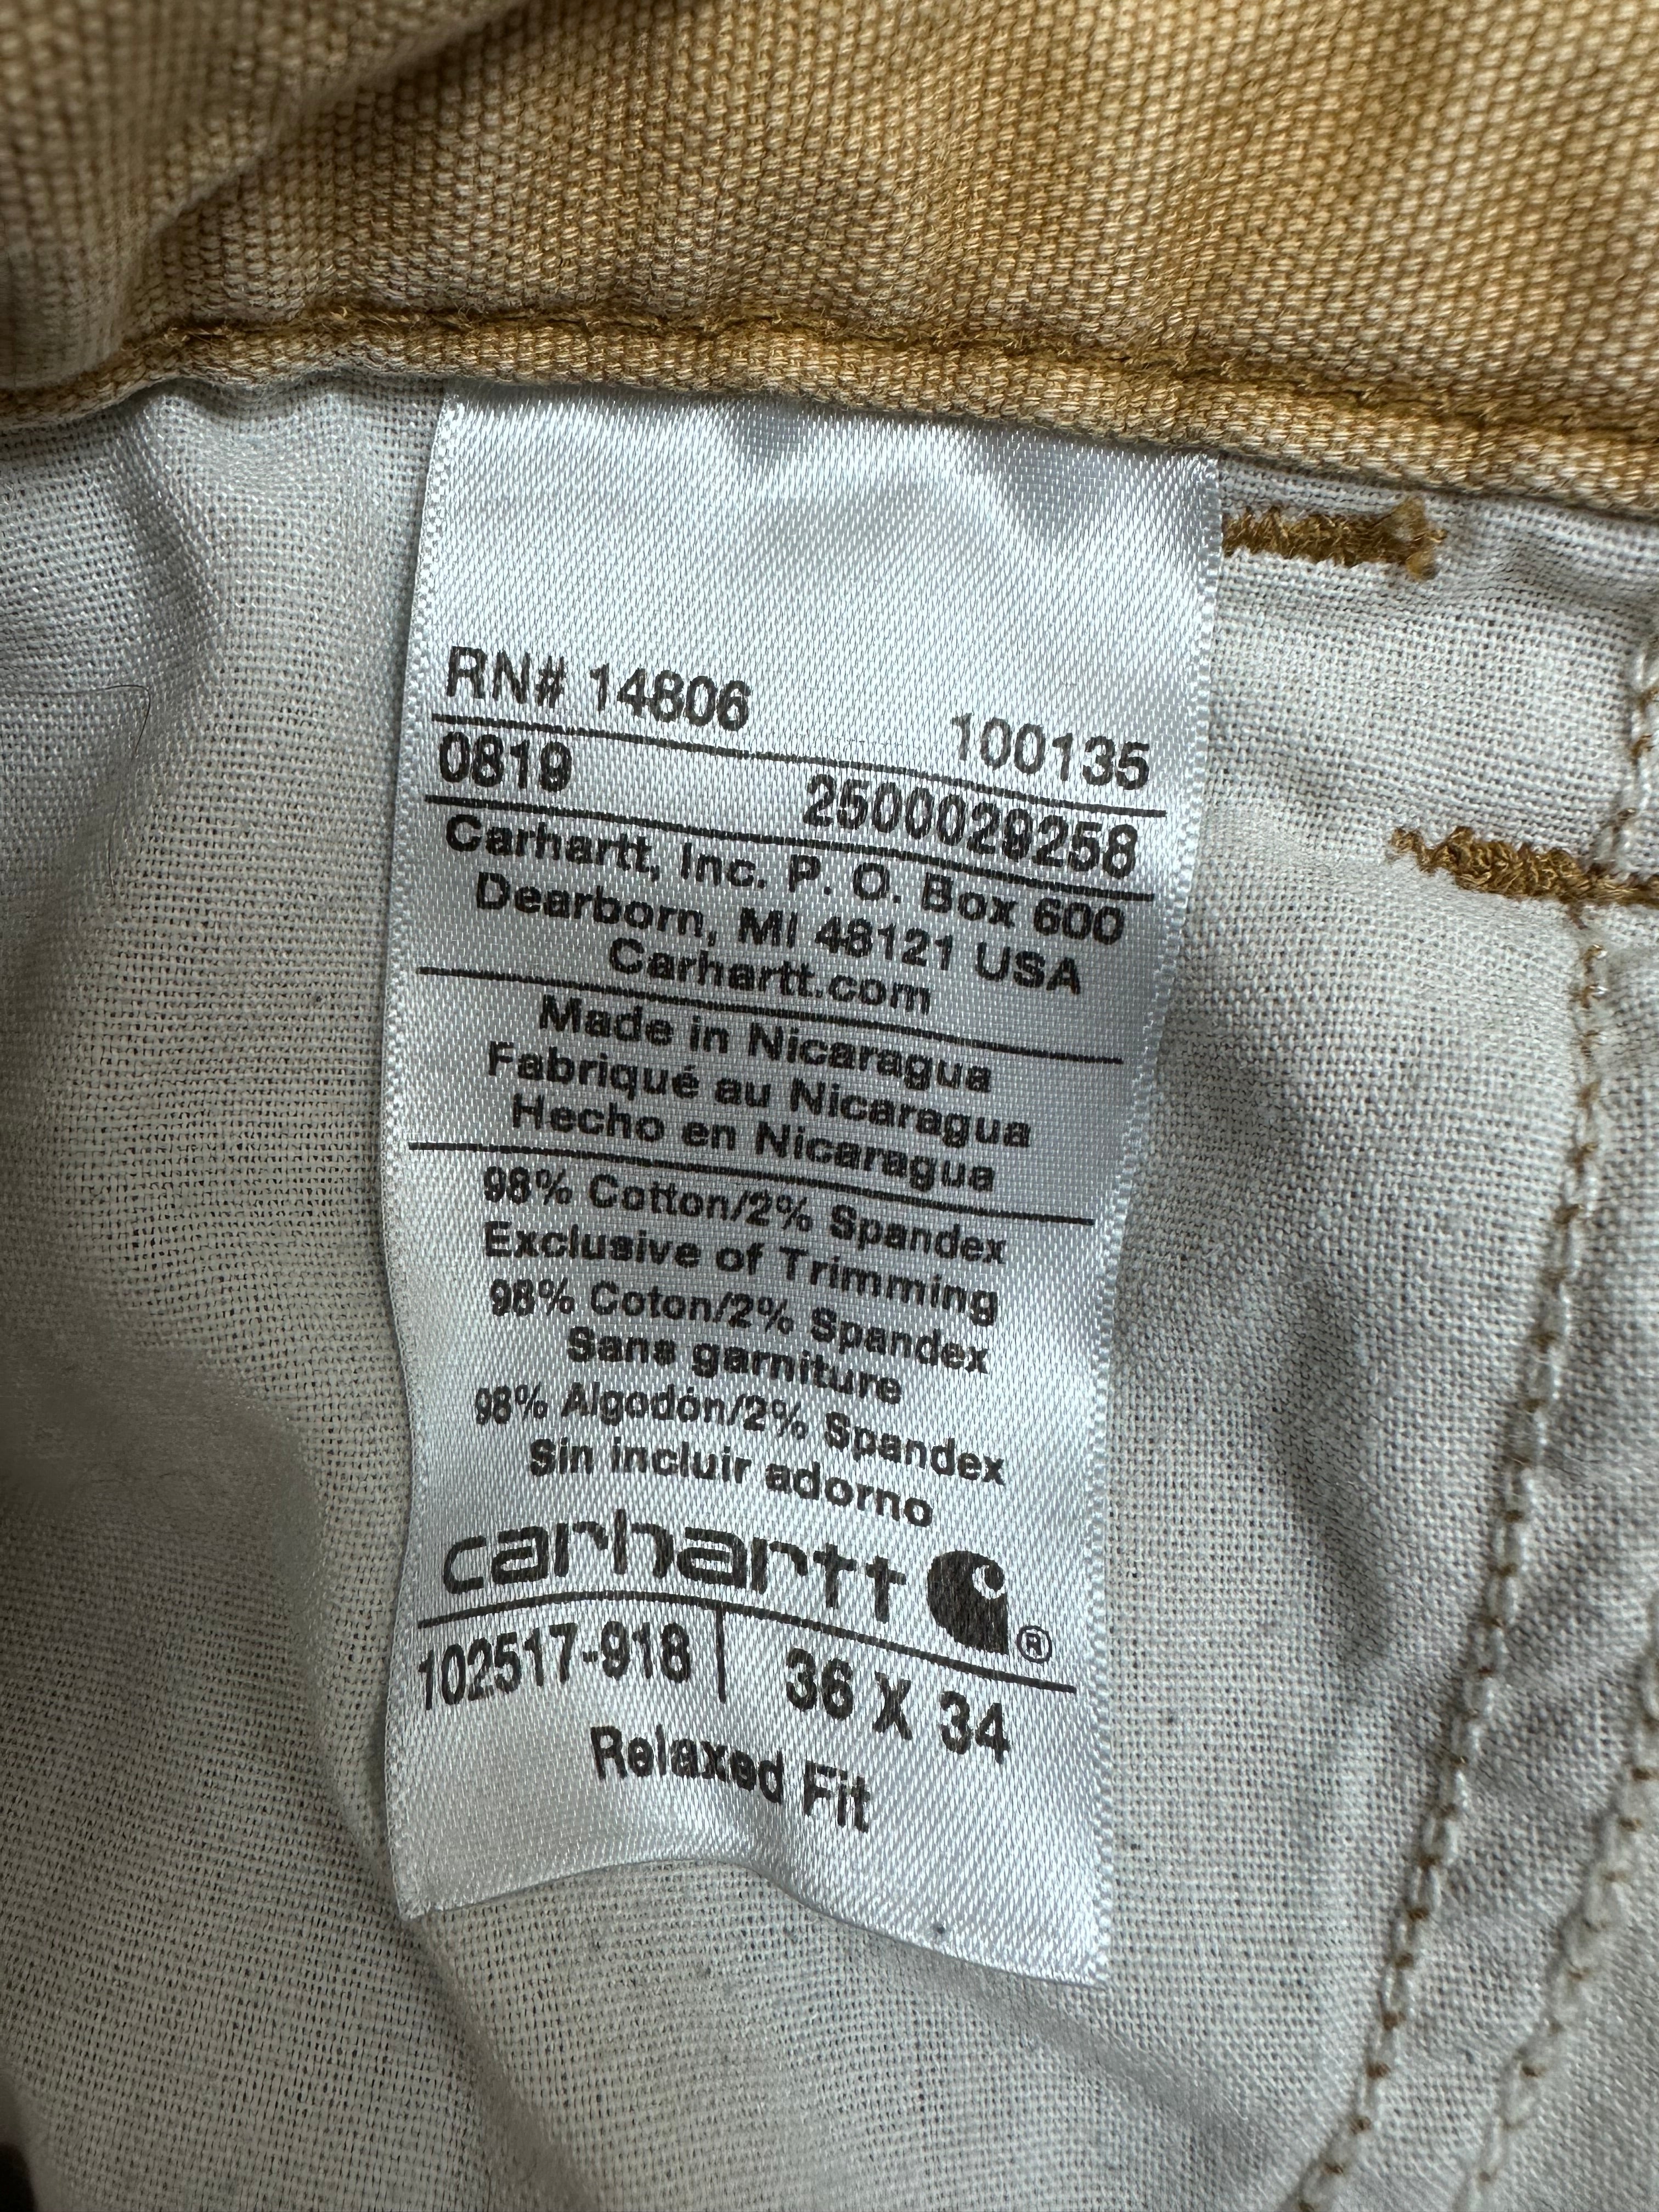 RN# 14806 100135
0819 2500029258
Carhartt, Inc. P. O. Box 600
Dearborn, MI 48121 USA
Carhartt.com
Made in Nicaragua
Fabriqué au Nicaragua
Hecho en Nicaragua
98% Cotton/2% Spandex
Exclusive of Trimming
98% Coton/2% Spandex
Sans garniture
98% Algodón/2% Spandex
Sin incluir adorno
carhartt ®
102517-918 | 36 X 34
Relaxed Fit